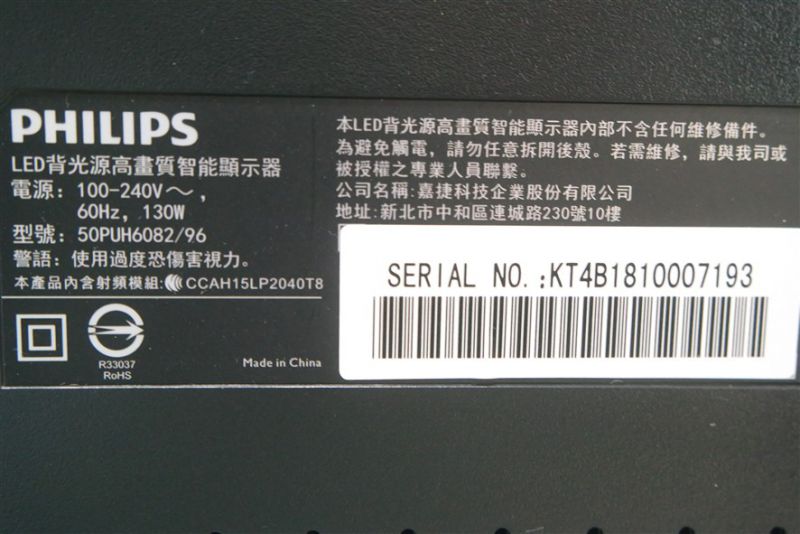 PHILIPS
LED背光源高畫質智能顯示器
電源：100-240V～，
60Hz, 130W
型號：50PUH6082/96
警語：使用過度恐傷害視力。
本產品內含射頻模組:CCAH15LP2040T8
R33037
RoHS
Made in China
本LED背光源高畫質智能顯示器內部不含任何維修備件。
為避免觸電，請勿任意拆開後殼。若需維修，請與我司或
被授權之專業人員聯繫。
公司名稱:嘉捷科技企業股份有限公司
地址:新北市中和區連城路230號10樓
SERIAL NO.:KT4B1810007193